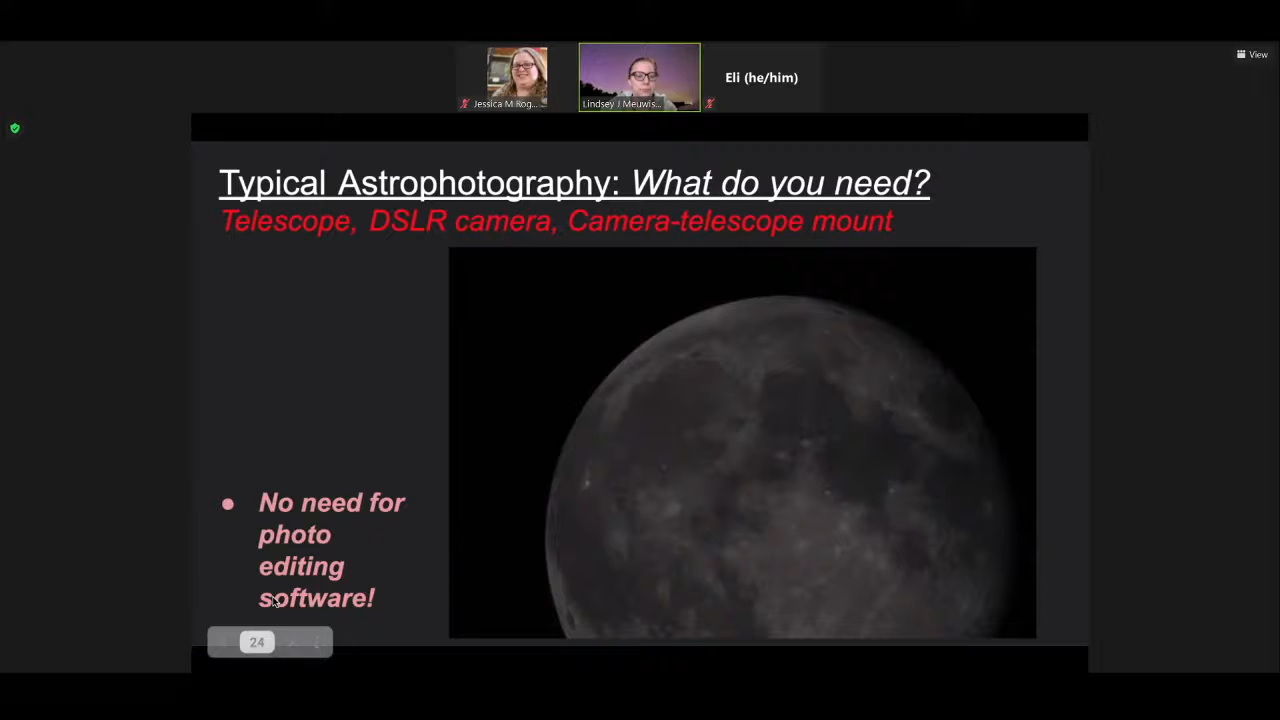 View
Eli (he/him)
Jessica M Rog...
Lindsey J Meuwis...
Typical Astrophotography: What do you need?
Telescope, DSLR camera, Camera-telescope mount
● No need for
photo
editing
software!
24